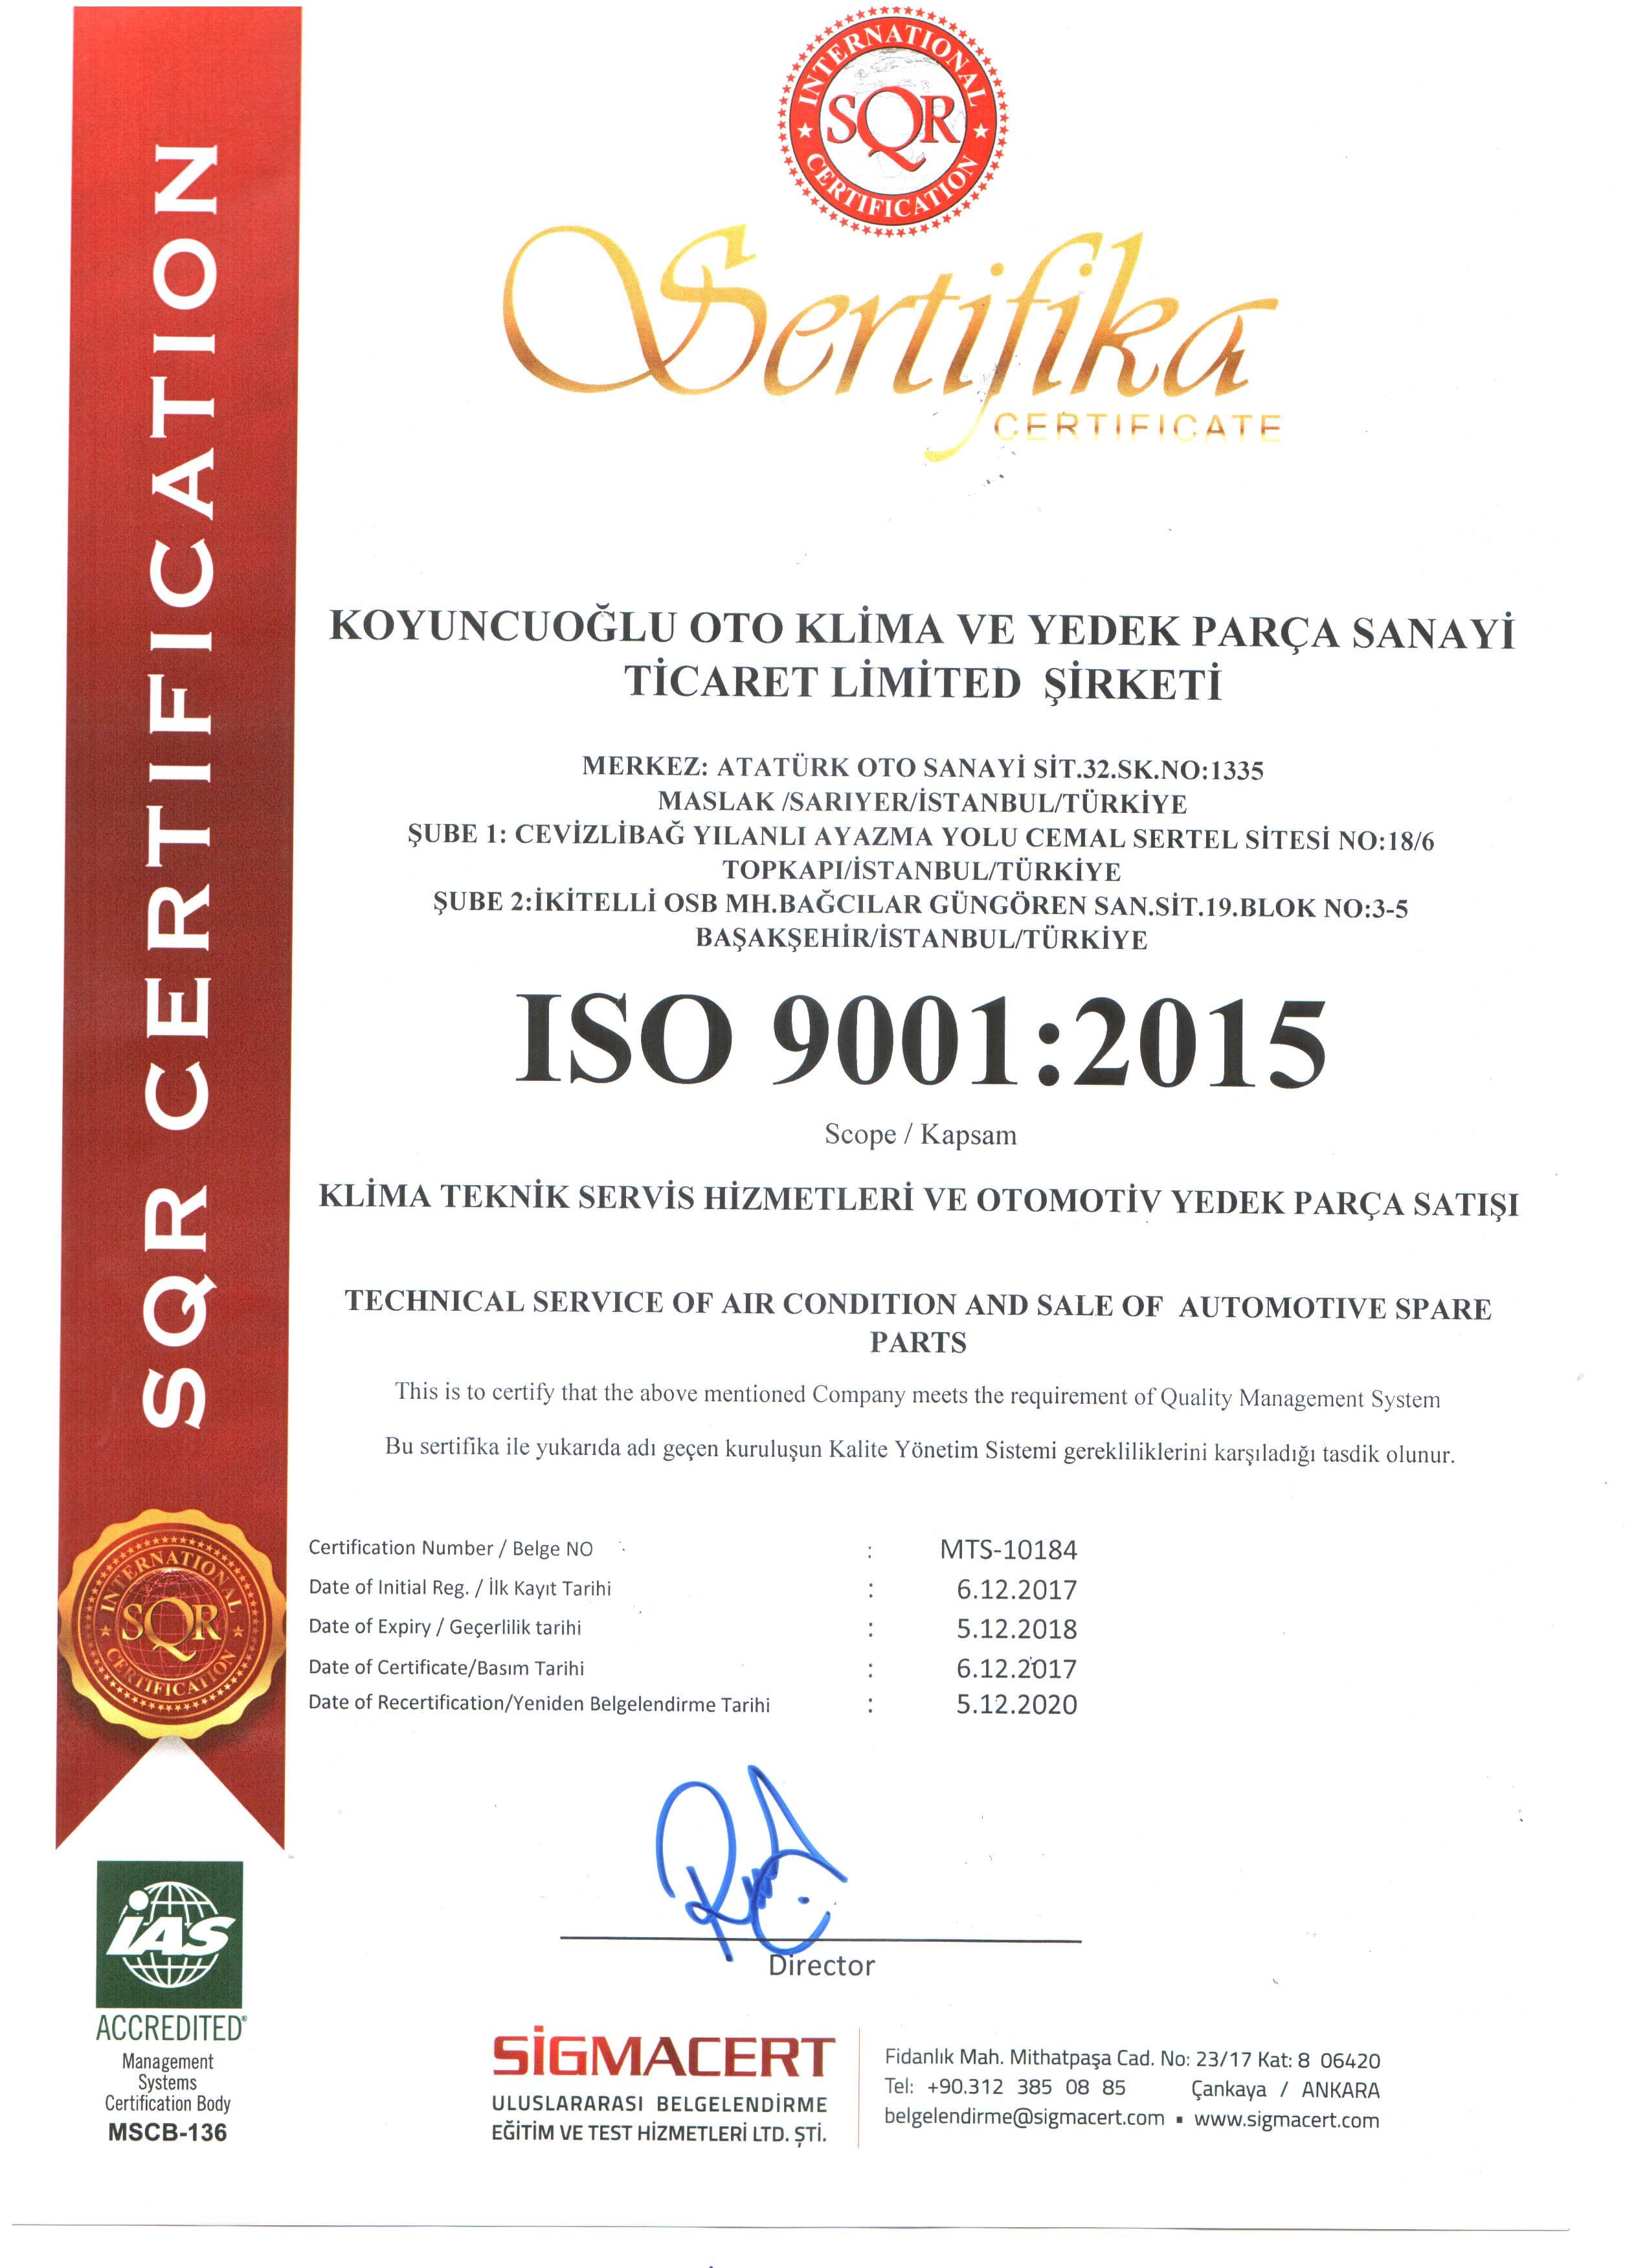 INTERNATIONAL
SQR
CERTIFICATION
Sertifika
CERTIFICATE
SQR CERTIFICATION
KOYUNCUOĞLU OTO KLİMA VE YEDEK PARÇA SANAYİ
TİCARET LİMİTED ŞİRKETİ
MERKEZ: ATATÜRK OTO SANAYİ SİT.32.SK.NO:1335
MASLAK /SARIYER/İSTANBUL/TÜRKİYE
ŞUBE 1: CEVİZLİBAĞ YILANLI AYAZMA YOLU CEMAL SERTEL SİTESİ NO:18/6
TOPKAPI/İSTANBUL/TÜRKİYE
ŞUBE 2:İKİTELLİ OSB MH.BAĞCILAR GÜNGÖREN SAN.SİT.19.BLOK NO:3-5
BAŞAKŞEHİR/İSTANBUL/TÜRKİYE
ISO 9001:2015
Scope / Kapsam
KLİMA TEKNİK SERVİS HİZMETLERİ VE OTOMOTİV YEDEK PARÇA SATIŞI
TECHNICAL SERVICE OF AIR CONDITION AND SALE OF AUTOMOTIVE SPARE
PARTS
This is to certify that the above mentioned Company meets the requirement of Quality Management System
Bu sertifika ile yukarıda adı geçen kuruluşun Kalite Yönetim Sistemi gerekliliklerini karşıladığı tasdik olunur.
Certification Number / Belge NO : MTS-10184
Date of Initial Reg. / İlk Kayıt Tarihi : 6.12.2017
Date of Expiry / Geçerlilik tarihi : 5.12.2018
Date of Certificate/Basım Tarihi : 6.12.2017
Date of Recertification/Yeniden Belgelendirme Tarihi : 5.12.2020
INTERNATIONAL
SQR
CERTIFICATION
Director
iAS
ACCREDITED®
Management
Systems
Certification Body
MSCB-136
SİGMACERT
ULUSLARARASI BELGELENDİRME
EĞİTİM VE TEST HİZMETLERİ LTD. ŞTİ.
Fidanlık Mah. Mithatpaşa Cad. No: 23/17 Kat: 8 06420
Tel: +90.312 385 08 85 Çankaya / ANKARA
belgelendirme@sigmacert.com ▪ www.sigmacert.com